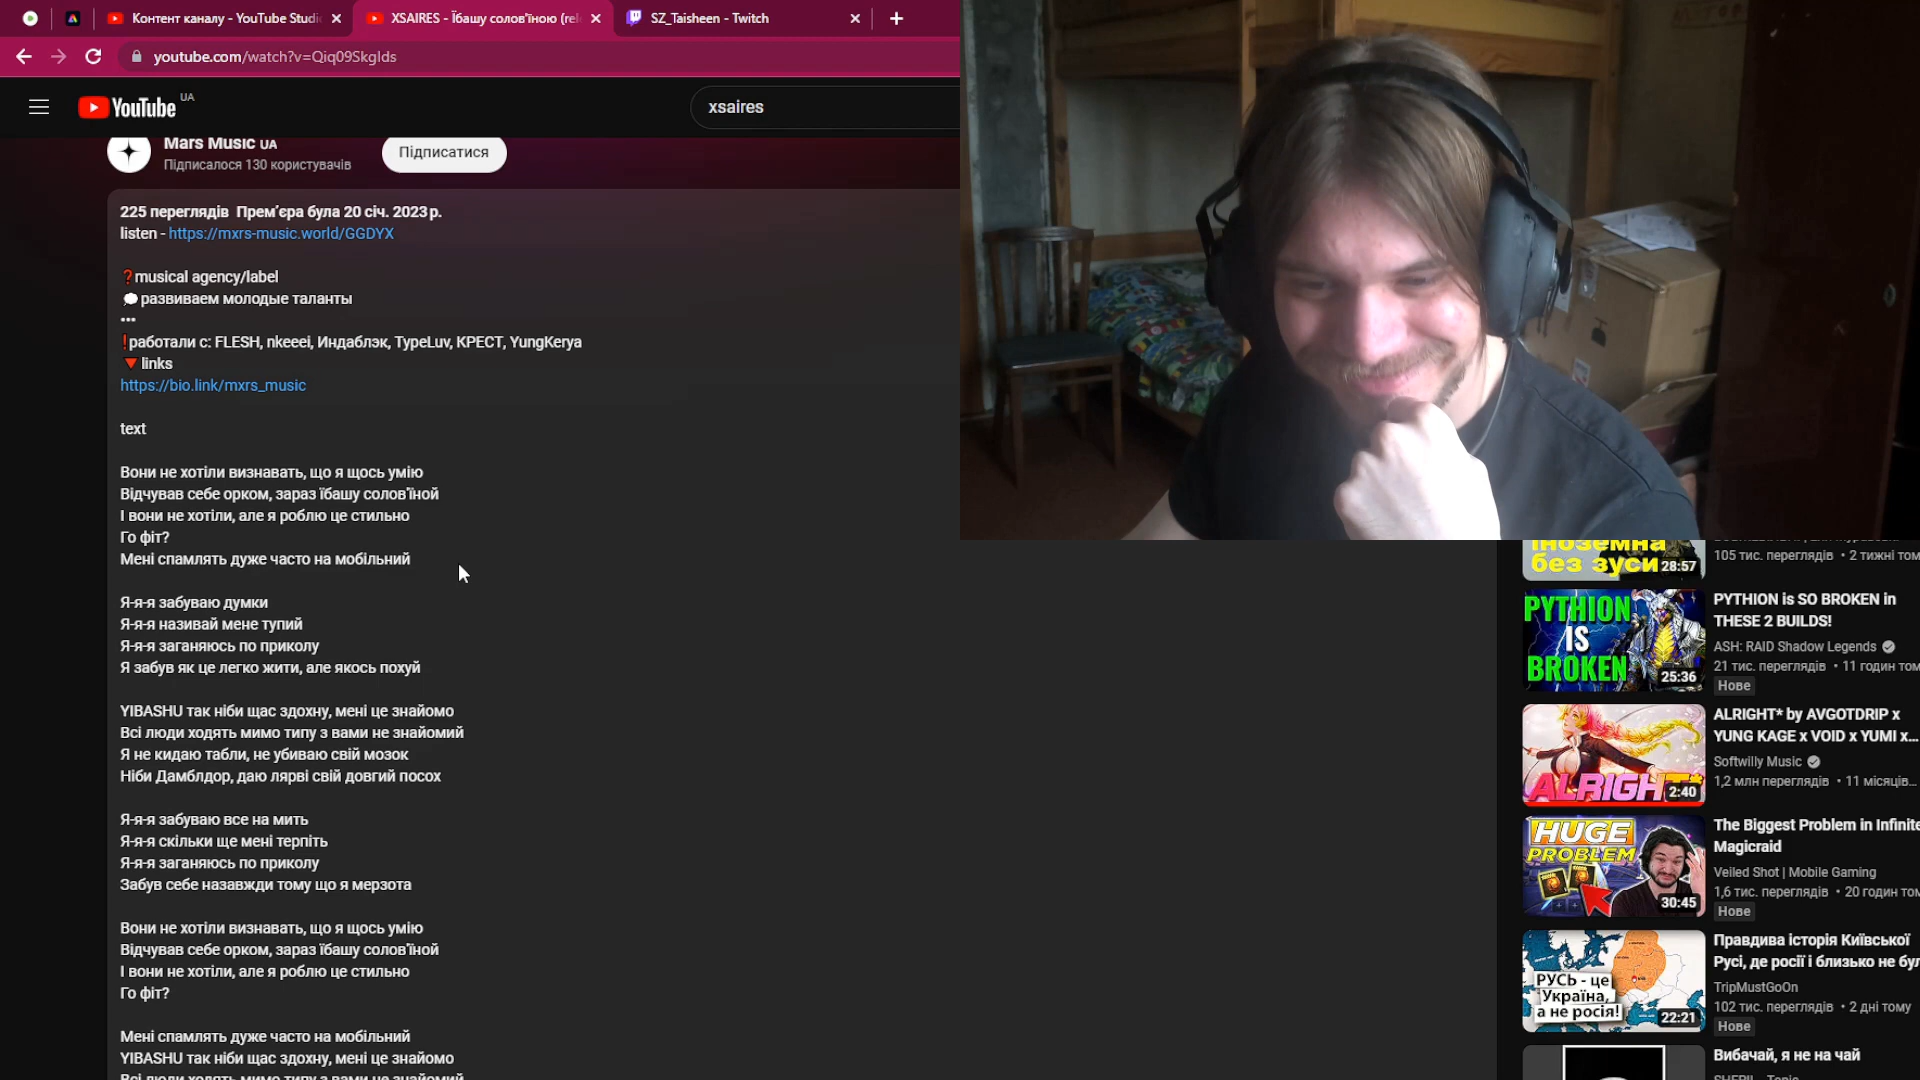 Контент каналу - YouTube Studi
XSAIRES - Їбашу солов'їною (rel
SZ_Taisheen - Twitch
youtube.com/watch?v=Qiq09SkgIds
YouTube UA
xsaires
Mars Music UA
Підписалося 130 користувачів
Підписатися
225 переглядів Прем'єра була 20 січ. 2023 р.
listen - https://mxrs-music.world/GGDYX
❓musical agency/label
💭развиваем молодые таланты
•••
❗работали с: FLESH, nkeeei, Индаблэк, TypeLuv, КРЕСТ, YungKerya
🔻links
https://bio.link/mxrs_music
text
Вони не хотіли визнавать, що я щось умію
Відчував себе орком, зараз їбашу солов'їной
І вони не хотіли, але я роблю це стильно
Го фіт?
Мені спамлять дуже часто на мобільний
Я-я-я забуваю думки
Я-я-я називай мене тупий
Я-я-я заганяюсь по приколу
Я забув як це легко жити, але якось похуй
YIBASHU так ніби щас здохну, мені це знайомо
Всі люди ходять мимо типу з вами не знайомий
Я не кидаю табли, не убиваю свій мозок
Ніби Дамблдор, даю лярві свій довгий посох
Я-я-я забуваю все на мить
Я-я-я скільки ще мені терпіть
Я-я-я заганяюсь по приколу
Забув себе назавжди тому що я мерзота
Вони не хотіли визнавать, що я щось умію
Відчував себе орком, зараз їбашу солов'їной
І вони не хотіли, але я роблю це стильно
Го фіт?
Мені спамлять дуже часто на мобільний
YIBASHU так ніби щас здохну, мені це знайомо
Всі люди ходять мимо типу з вами не знайомий
іноземна
без зуси
28:57
105 тис. переглядів • 2 тижні том
PYTHION
IS
BROKEN
25:36
PYTHION is SO BROKEN in
THESE 2 BUILDS!
ASH: RAID Shadow Legends
21 тис. переглядів • 11 годин том
Нове
ALRIGHT*
2:40
ALRIGHT* by AVGOTDRIP x
YUNG KAGE x VOID x YUMI x...
Softwilly Music
1,2 млн переглядів • 11 місяців...
HUGE
PROBLEM
30:45
The Biggest Problem in Infinite
Magicraid
Veiled Shot | Mobile Gaming
1,6 тис. переглядів • 20 годин том
Нове
РУСЬ - це
Україна,
а не росія!
22:21
Правдива історія Київської
Русі, де росії і близько не бул
TripMustGoOn
102 тис. переглядів • 2 дні тому
Нове
Вибачай, я не на чай